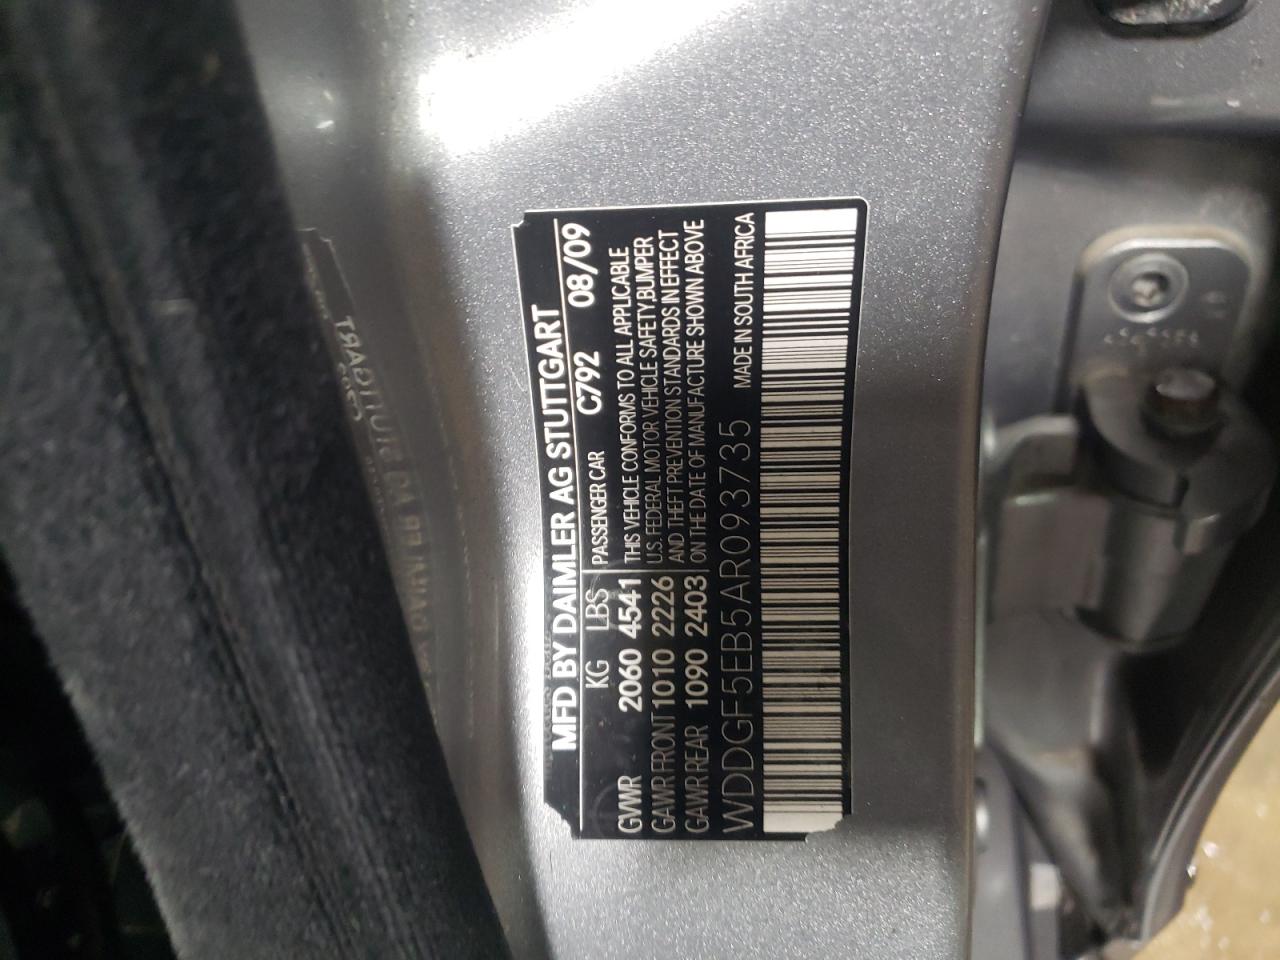 MFD BY DAIMLER AG STUTTGART
KG LBS PASSENGER CAR C792 08/09
GVWR 2060 4541 THIS VEHICLE CONFORMS TO ALL APPLICABLE
U.S. FEDERAL MOTOR VEHICLE SAFETY, BUMPER
GAWR FRONT 1010 2226 AND THEFT PREVENTION STANDARDS IN EFFECT
GAWR REAR 1090 2403 ON THE DATE OF MANUFACTURE SHOWN ABOVE
WDDGF5EB5AR093735 MADE IN SOUTH AFRICA